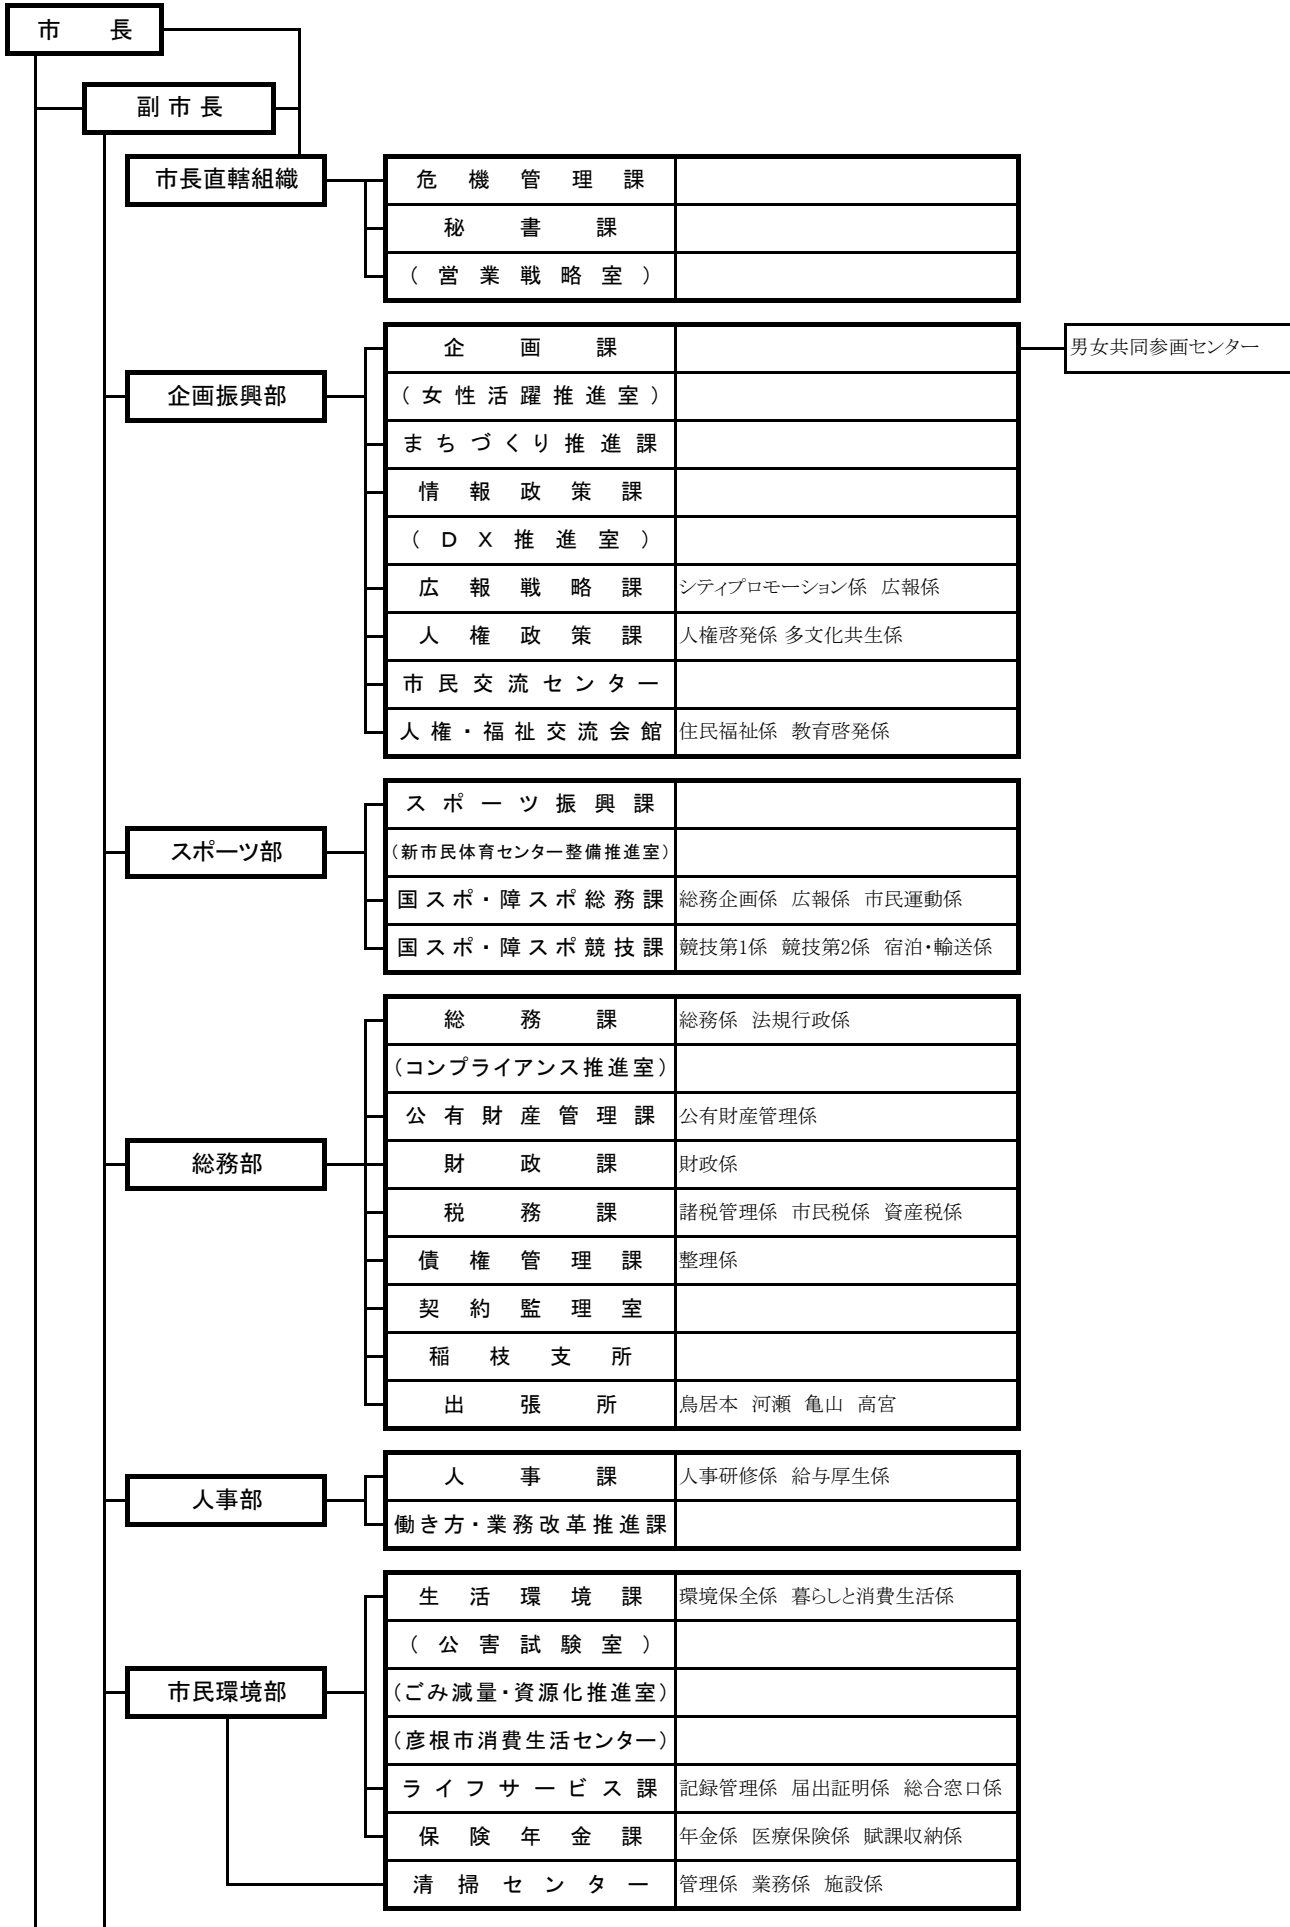 市長
副市長
市長直轄組織
危機管理課
秘書課
（営業戦略室）
企画課
男女共同参画センター
企画振興部
（女性活躍推進室）
まちづくり推進課
情報政策課
（DX推進室）
広報戦略課 シティプロモーション係 広報係
人権政策課 人権啓発係 多文化共生係
市民交流センター
人権・福祉交流会館 住民福祉係 教育啓発係
スポーツ振興課
スポーツ部
（新市民体育センター整備推進室）
国スポ・障スポ総務課 総務企画係 広報係 市民運動係
国スポ・障スポ競技課 競技第1係 競技第2係 宿泊・輸送係
総務課 総務係 法規行政係
（コンプライアンス推進室）
公有財産管理課 公有財産管理係
総務部
財政課 財政係
税務課 諸税管理係 市民税係 資産税係
債権管理課 整理係
契約監理室
稲枝支所
出張所 鳥居本 河瀬 亀山 高宮
人事課 人事研修係 給与厚生係
人事部
働き方・業務改革推進課
生活環境課 環境保全係 暮らしと消費生活係
（公害試験室）
市民環境部
（ごみ減量・資源化推進室）
（彦根市消費生活センター）
ライフサービス課 記録管理係 届出証明係 総合窓口係
保険年金課 年金係 医療保険係 賦課収納係
清掃センター 管理係 業務係 施設係